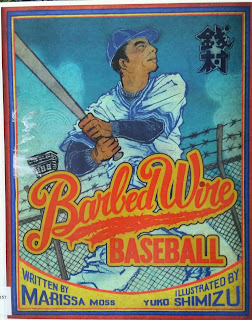 銭村
Barbed Wire
BASEBALL
WRITTEN BY
MARISSA MOSS
ILLUSTRATED BY
YUKO SHIMIZU